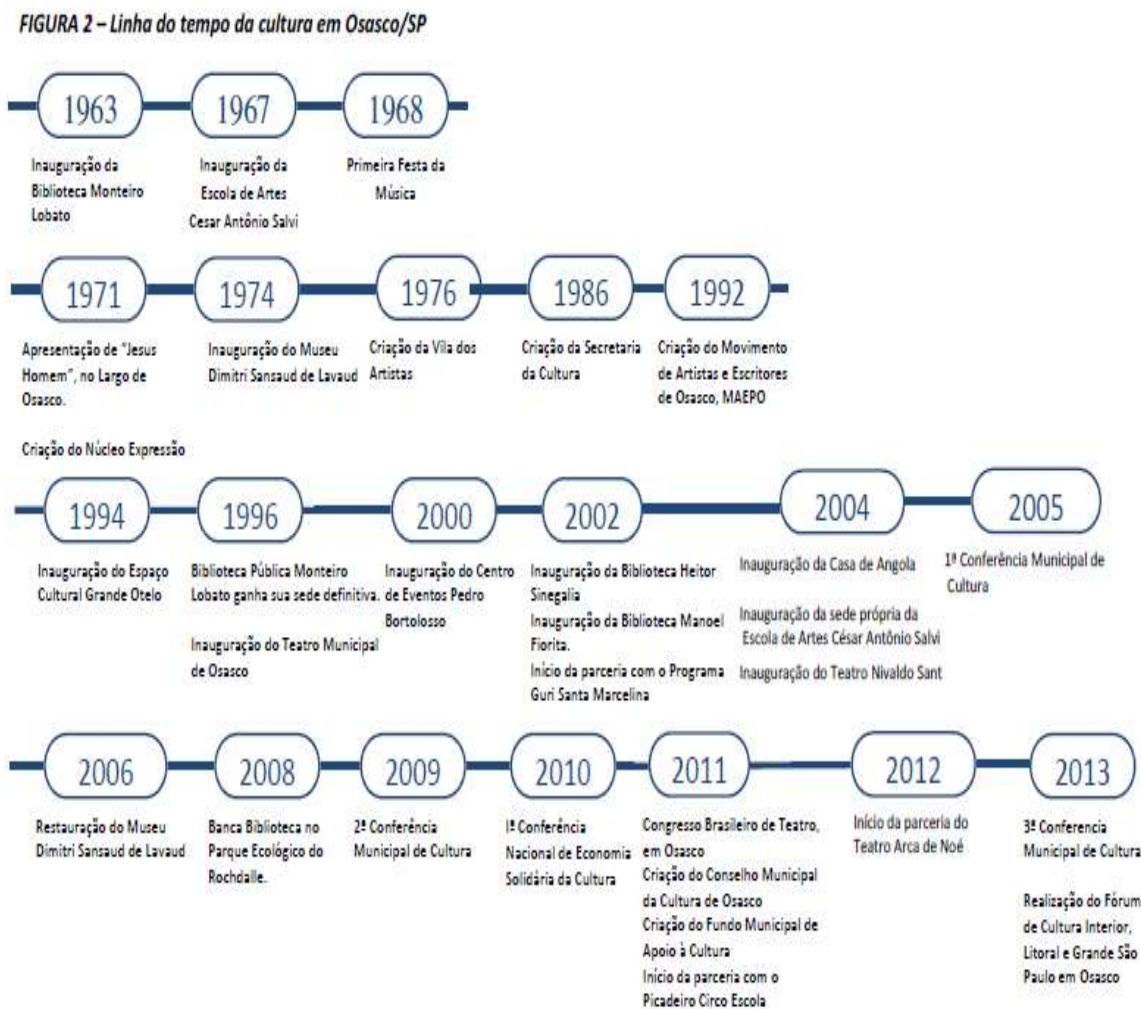 FIGURA 2 – Linha do tempo da cultura em Osasco/SP
1963
1967
1968
Inauguração da
Biblioteca Monteiro
Lobato
Inauguração da
Escola de Artes
Cesar Antônio Salvi
Primeira Festa da
Música
1971
1974
1976
1986
1992
Apresentação de "Jesus
Homem", no Largo de
Osasco.
Criação do Núcleo Expressão
Inauguração do Museu
Dimitri Sansaud de Lavaud
Criação da Vila dos
Artistas
Criação da Secretaria
da Cultura
Criação do Movimento
de Artistas e Escritores
de Osasco, MAEPO
1994
1996
2000
2002
2004
2005
Inauguração do Espaço
Cultural Grande Otelo
Biblioteca Pública Monteiro
Lobato ganha sua sede definitiva.
Inauguração do Teatro Municipal
de Osasco
Inauguração do Centro
de Eventos Pedro
Bortolosso
Inauguração da Biblioteca Heitor
Sinegalia
Inauguração da Biblioteca Manoel
Fiorita.
Início da parceria com o Programa
Guri Santa Marcelina
Inauguração da Casa de Angola
Inauguração da sede própria da
Escola de Artes César Antônio Salvi
Inauguração do Teatro Nivaldo Sant
1ª Conferência Municipal de
Cultura
2006
2008
2009
2010
2011
2012
2013
Restauração do Museu
Dimitri Sansaud de Lavaud
Banca Biblioteca no
Parque Ecológico do
Rochdalle.
2ª Conferência
Municipal de Cultura
Iª Conferência
Nacional de Economia
Solidária da Cultura
Congresso Brasileiro de Teatro,
em Osasco
Criação do Conselho Municipal
da Cultura de Osasco
Criação do Fundo Municipal de
Apoio à Cultura
Início da parceria com o
Picadeiro Circo Escola
Início da parceria do
Teatro Arca de Noé
3ª Conferencia
Municipal de Cultura
Realização do Fórum
de Cultura Interior,
Litoral e Grande São
Paulo em Osasco